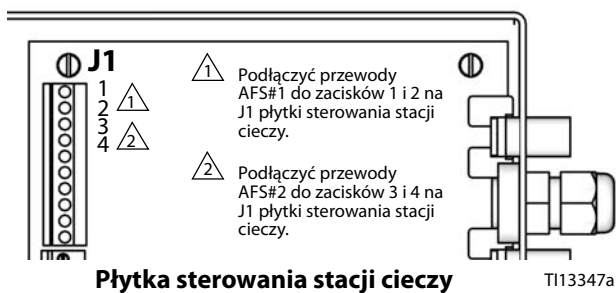 J1
1
2
3
4
1
2
1
Podłączyć przewody
AFS#1 do zacisków 1 i 2 na
J1 płytki sterowania stacji
cieczy.
2
Podłączyć przewody
AFS#2 do zacisków 3 i 4 na
J1 płytki sterowania stacji
cieczy.
Płytka sterowania stacji cieczy
TI13347a